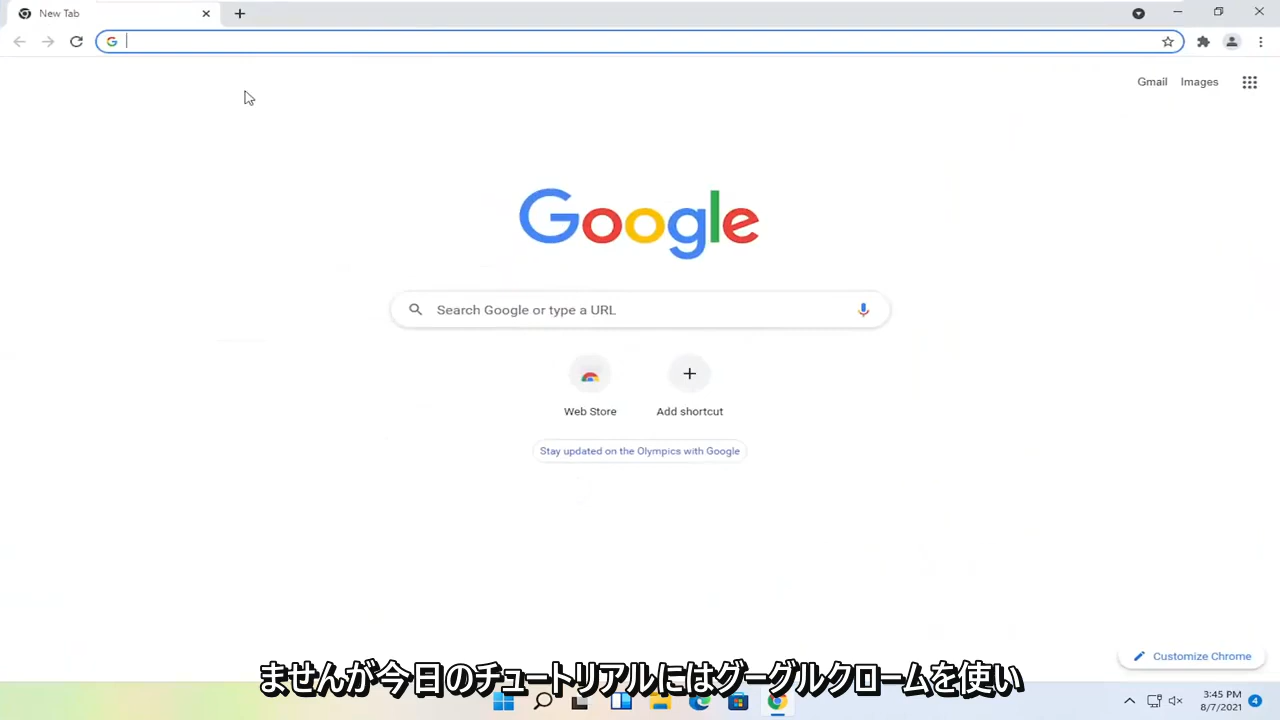 New Tab
Gmail Images
Google
Search Google or type a URL
Web Store Add shortcut
Stay updated on the Olympics with Google
Customize Chrome
ませんが今日のチュートリアルにはグーグルクロームを使い
3:45 PM
8/7/2021
4